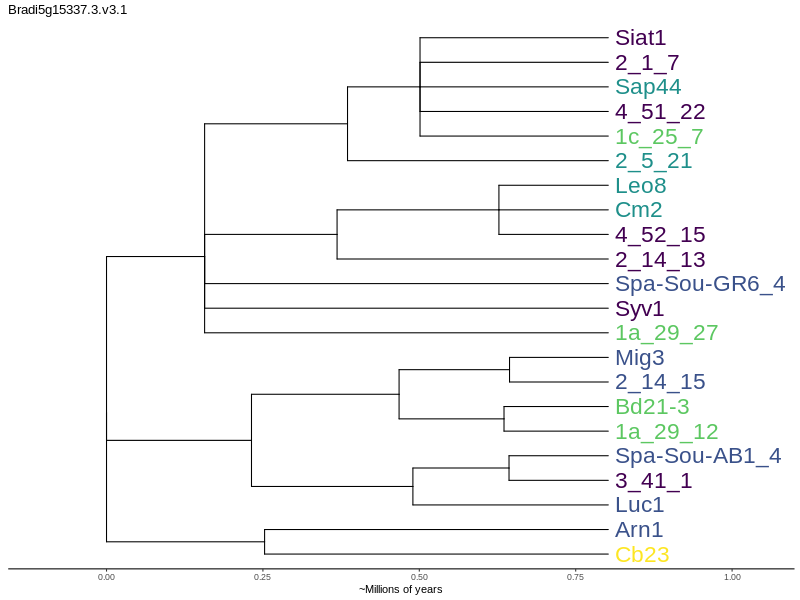 Bradi5g15337.3.v3.1
Siat1
2_1_7
Sap44
4_51_22
1c_25_7
2_5_21
Leo8
Cm2
4_52_15
2_14_13
Spa-Sou-GR6_4
Syv1
1a_29_27
Mig3
2_14_15
Bd21-3
1a_29_12
Spa-Sou-AB1_4
3_41_1
Luc1
Arn1
Cb23
0.00 0.25 0.50 0.75 1.00
~Millions of years